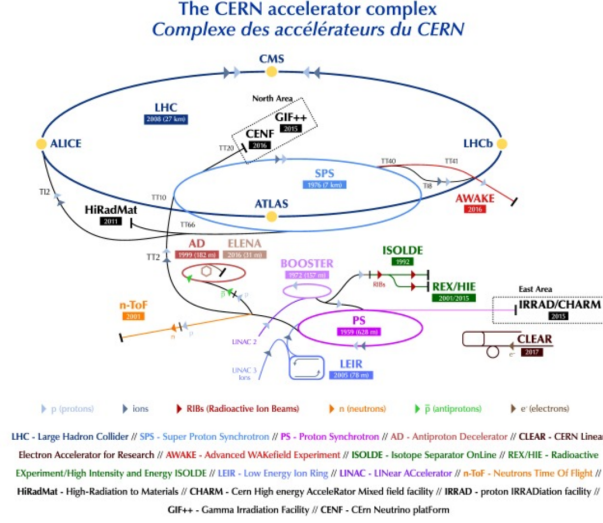 The CERN accelerator complex
Complexe des accélérateurs du CERN
CMS
North Area
LHC
2008 (27 km)
GIF++
2015
CENF
2016
ALICE
TT20
LHCb
SPS
1976 (7 km)
TT40
TT41
TI2
TT10
TI8
AWAKE
2016
HiRadMat
2011
ATLAS
TT66
AD
1999 (182 m)
ELENA
2016 (31 m)
TT2
BOOSTER
1972 (157 m)
ISOLDE
1992
p̅
p
RIBs
REX/HIE
2001/2015
East Area
n-ToF
2001
IRRAD/CHARM
2015
PS
1959 (628 m)
n
p
LINAC 2
CLEAR
2017
LINAC 3
Ions
LEIR
2005 (78 m)
e-
p (protons)
ions
RIBs (Radioactive Ion Beams)
n (neutrons)
p̅ (antiprotons)
e- (electrons)
LHC - Large Hadron Collider // SPS - Super Proton Synchrotron // PS - Proton Synchrotron // AD - Antiproton Decelerator // CLEAR - CERN Linear
Electron Accelerator for Research // AWAKE - Advanced WAKefield Experiment // ISOLDE - Isotope Separator OnLine // REX/HIE - Radioactive
EXperiment/High Intensity and Energy ISOLDE // LEIR - Low Energy Ion Ring // LINAC - LINear ACcelerator // n-ToF - Neutrons Time Of Flight //
HiRadMat - High-Radiation to Materials // CHARM - Cern High energy AcceleRator Mixed field facility // IRRAD - proton IRRADiation facility //
GIF++ - Gamma Irradiation Facility // CENF - CErn Neutrino platForm